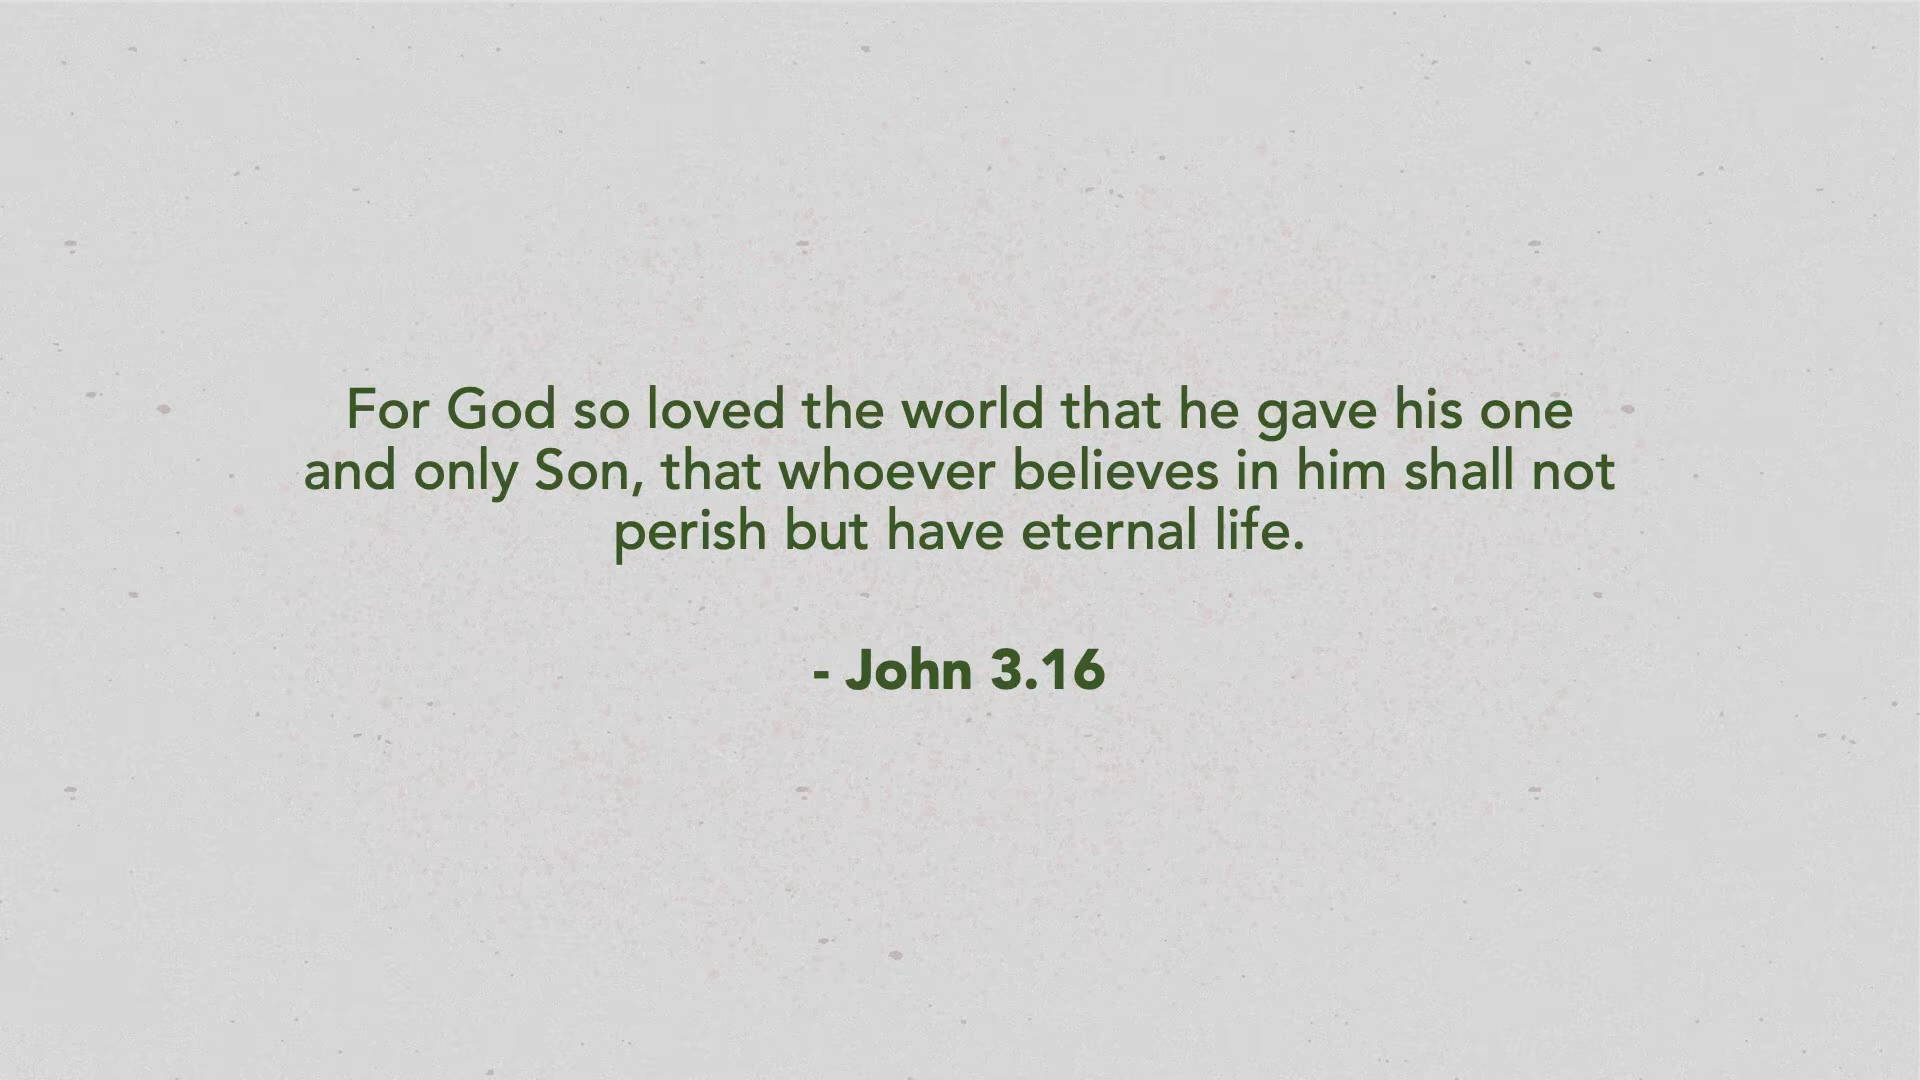 For God so loved the world that he gave his one
and only Son, that whoever believes in him shall not
perish but have eternal life.
- John 3.16